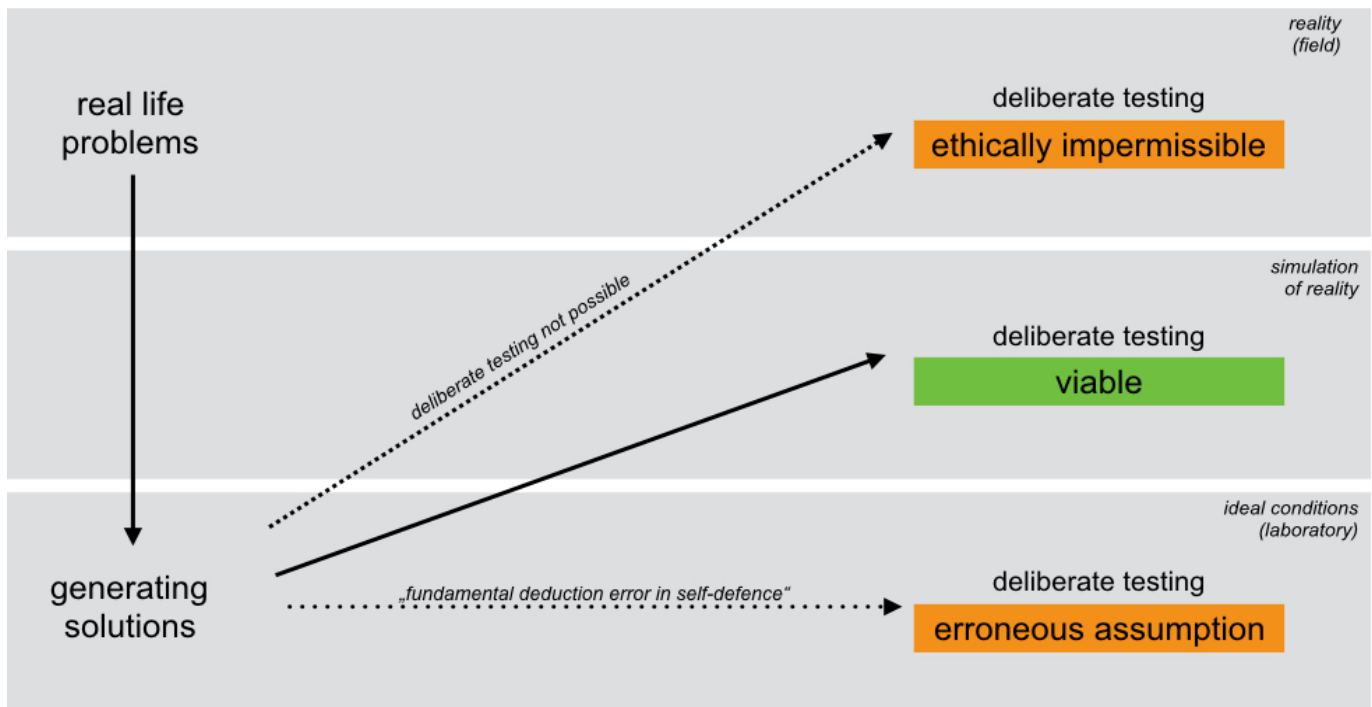 reality
(field)
real life
problems
deliberate testing
ethically impermissible
deliberate testing not possible
simulation
of reality
deliberate testing
viable
ideal conditions
(laboratory)
generating
solutions
„fundamental deduction error in self-defence“
deliberate testing
erroneous assumption